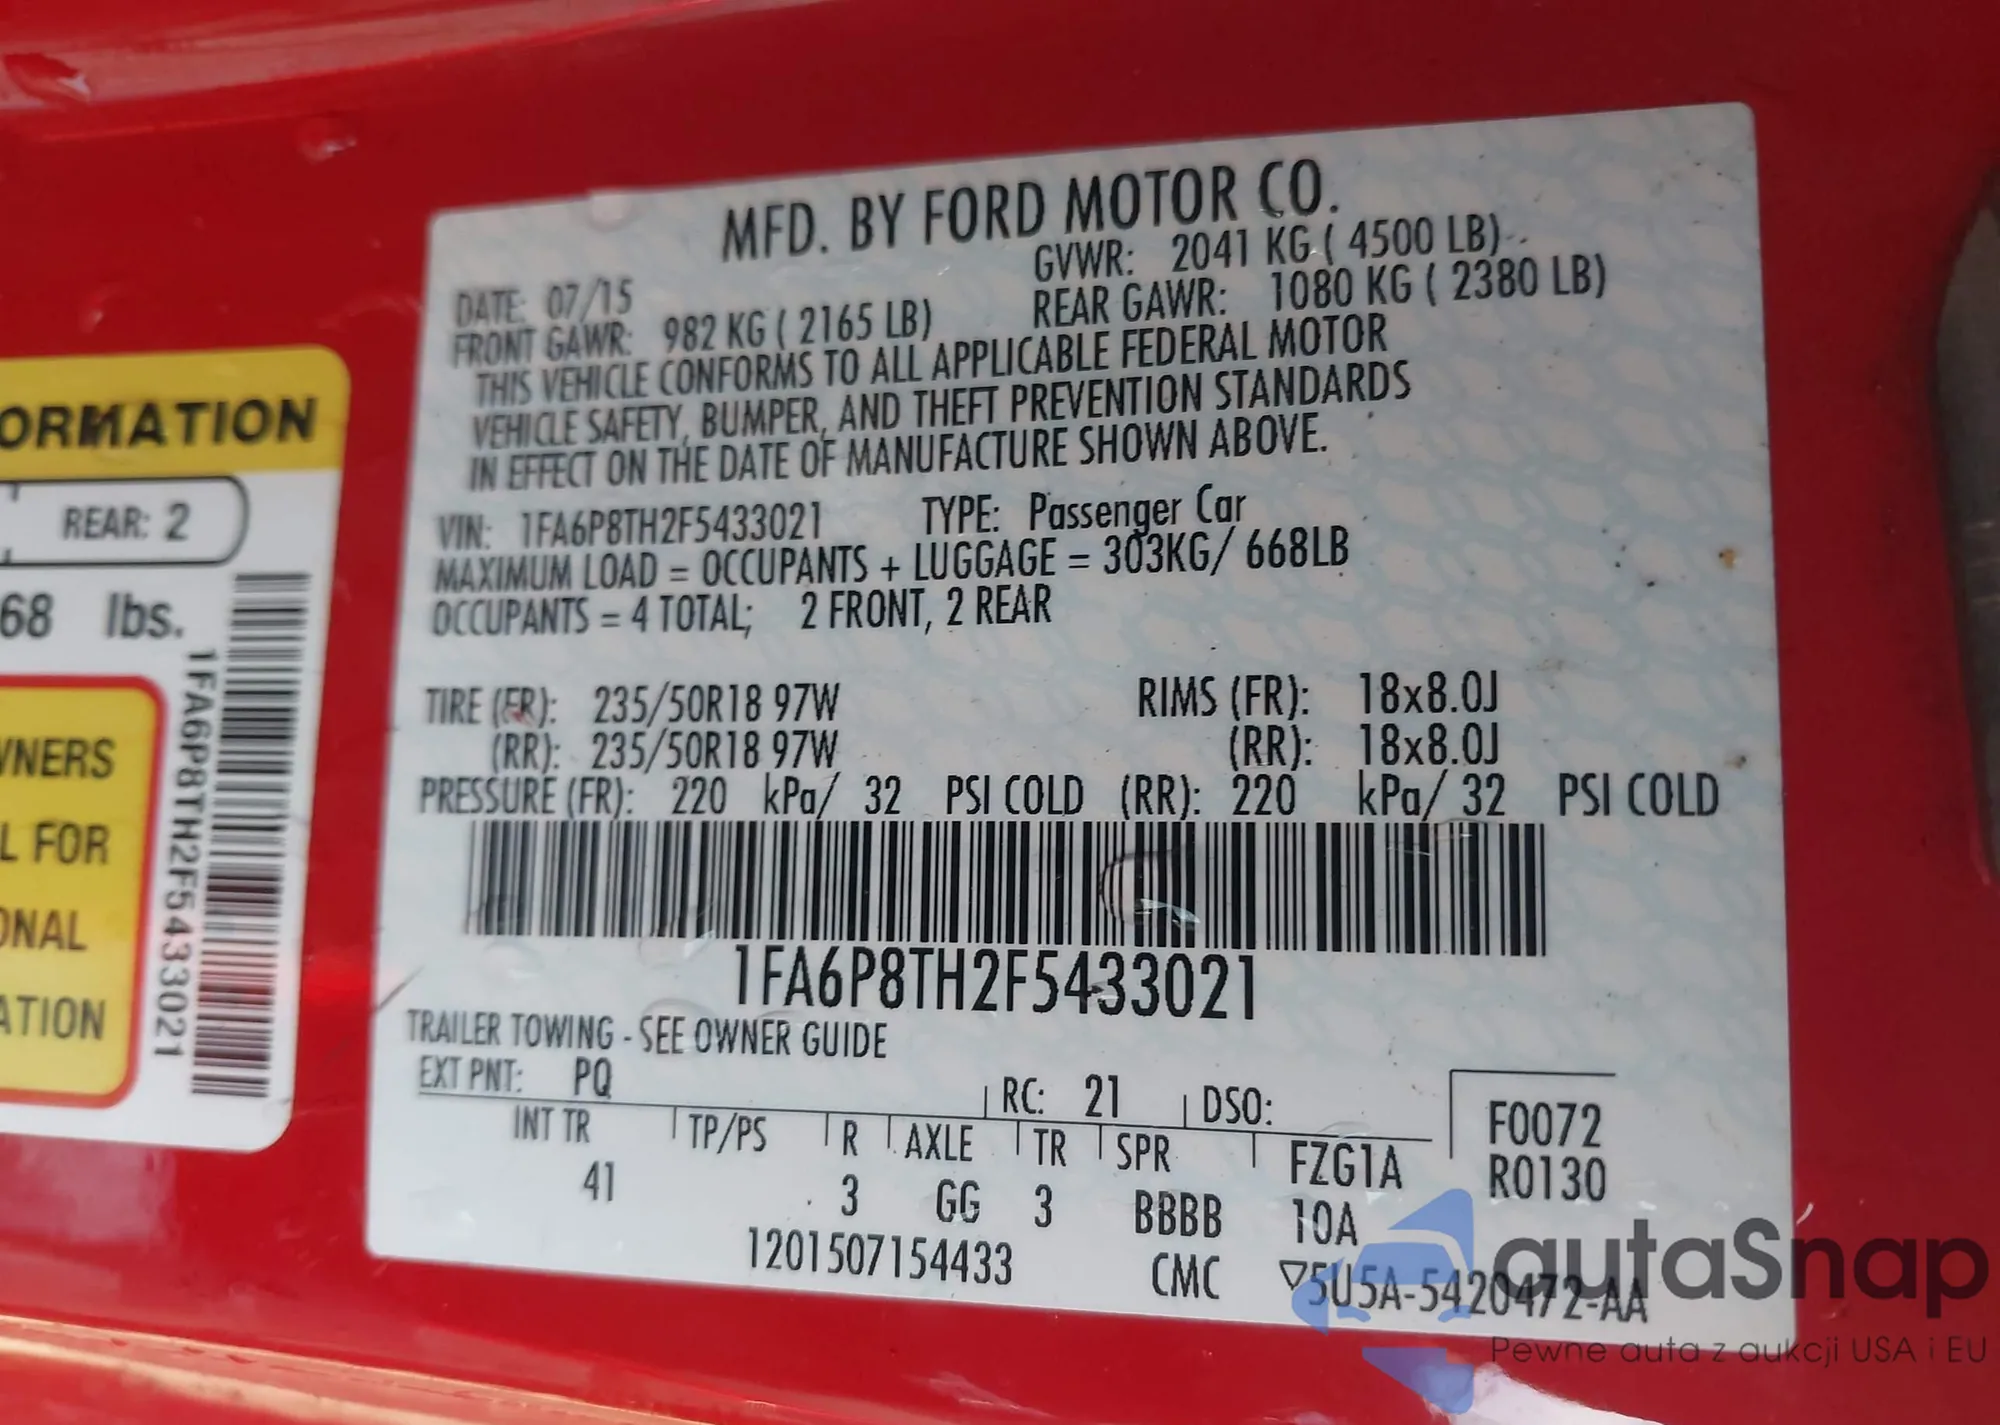 ORMATION
REAR: 2
68 lbs.
WNERS
L FOR
ONAL
ATION
1FA6P8TH2F5433021
MFD. BY FORD MOTOR CO.
DATE: 07/15 GVWR: 2041 KG ( 4500 LB)
FRONT GAWR: 982 KG ( 2165 LB) REAR GAWR: 1080 KG ( 2380 LB)
THIS VEHICLE CONFORMS TO ALL APPLICABLE FEDERAL MOTOR
VEHICLE SAFETY, BUMPER, AND THEFT PREVENTION STANDARDS
IN EFFECT ON THE DATE OF MANUFACTURE SHOWN ABOVE.
VIN: 1FA6P8TH2F5433021 TYPE: Passenger Car
MAXIMUM LOAD = OCCUPANTS + LUGGAGE = 303KG/ 668LB
OCCUPANTS = 4 TOTAL; 2 FRONT, 2 REAR
TIRE (FR): 235/50R18 97W RIMS (FR): 18x8.0J
(RR): 235/50R18 97W (RR): 18x8.0J
PRESSURE (FR): 220 kPa/ 32 PSI COLD (RR): 220 kPa/ 32 PSI COLD
1FA6P8TH2F5433021
TRAILER TOWING - SEE OWNER GUIDE
EXT PNT: PQ RC: 21 DSO: F0072
INT TR TP/PS R AXLE TR SPR FZG1A R0130
41 3 GG 3 BBBB 10A
1201507154433 CMC ▽5U5A-5420472-AA
autaSnap
Pewne auta z aukcji USA i EU